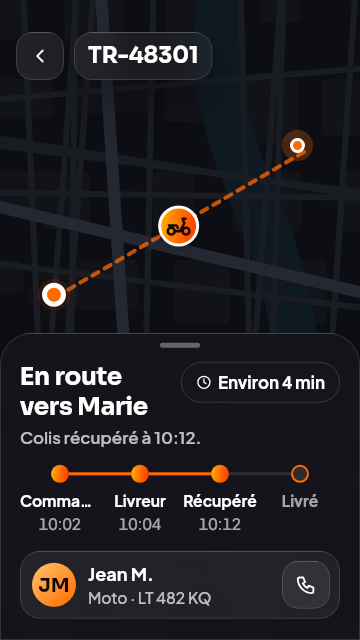 TR-48301
En route
vers Marie
Environ 4 min
Colis récupéré à 10:12.
Comma... Livreur Récupéré Livré
10:02 10:04 10:12
JM
Jean M.
Moto · LT 482 KQ